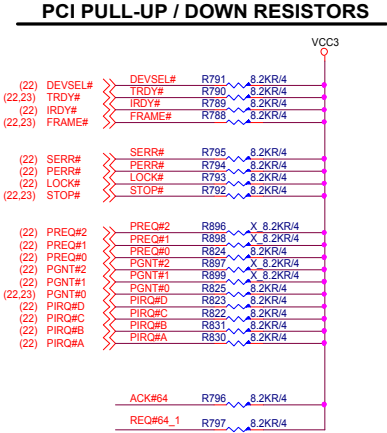 PCI PULL-UP / DOWN RESISTORS
VCC3
(22) DEVSEL# DEVSEL# R791 8.2KR/4
(22,23) TRDY# TRDY# R790 8.2KR/4
(22) IRDY# IRDY# R789 8.2KR/4
(22,23) FRAME# FRAME# R788 8.2KR/4
(22) SERR# SERR# R795 8.2KR/4
(22) PERR# PERR# R794 8.2KR/4
(22) LOCK# LOCK# R793 8.2KR/4
(22,23) STOP# STOP# R792 8.2KR/4
(22) PREQ#2 PREQ#2 R896 X_8.2KR/4
(22) PREQ#1 PREQ#1 R898 X_8.2KR/4
(22) PREQ#0 PREQ#0 R824 8.2KR/4
(22) PGNT#2 PGNT#2 R897 X_8.2KR/4
(22) PGNT#1 PGNT#1 R899 X_8.2KR/4
(22,23) PGNT#0 PGNT#0 R825 8.2KR/4
(22) PIRQ#D PIRQ#D R823 8.2KR/4
(22) PIRQ#C PIRQ#C R822 8.2KR/4
(22) PIRQ#B PIRQ#B R831 8.2KR/4
(22) PIRQ#A PIRQ#A R830 8.2KR/4
ACK#64 R796 8.2KR/4
REQ#64_1 R797 8.2KR/4